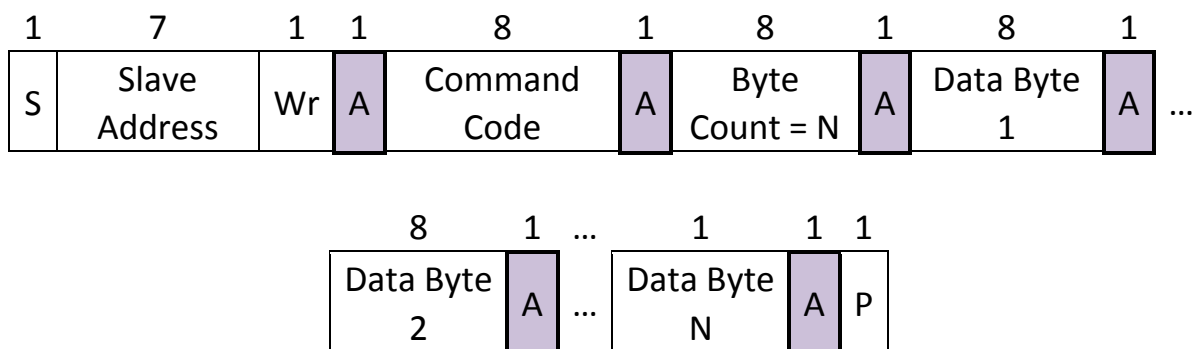 1 7 1 1 8 1 8 1 8 1
S Slave Address Wr A Command Code A Byte Count = N A Data Byte 1 A ...
8 1 ... 1 1 1
Data Byte 2 A ... Data Byte N A P